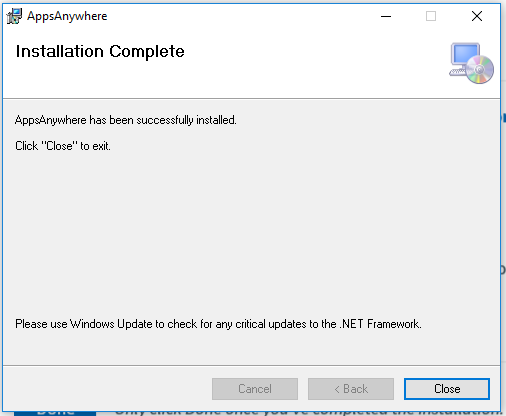 AppsAnywhere
Installation Complete
AppsAnywhere has been successfully installed.
Click "Close" to exit.
Please use Windows Update to check for any critical updates to the .NET Framework.
Cancel
< Back
Close
Done Only click Done once you've completed the installation.